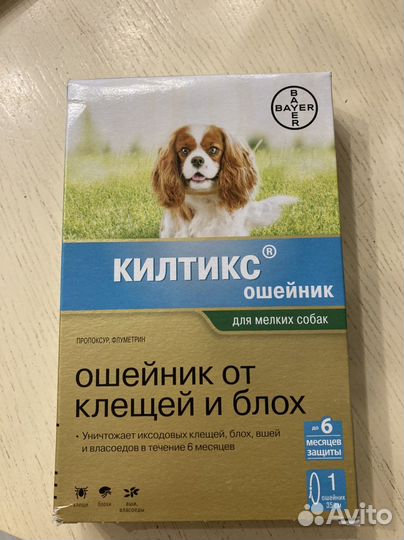 BAYER
BAYER
КИЛТИКС®
ошейник
для мелких собак
ПРОПОКСУР, ФЛУМЕТРИН
ошейник от
клещей и блох
• Уничтожает иксодовых клещей, блох, вшей
и власоедов в течение 6 месяцев
до 6
месяцев
защиты
клещи
блохи
вши,
власоеды
1
ошейник
Avito